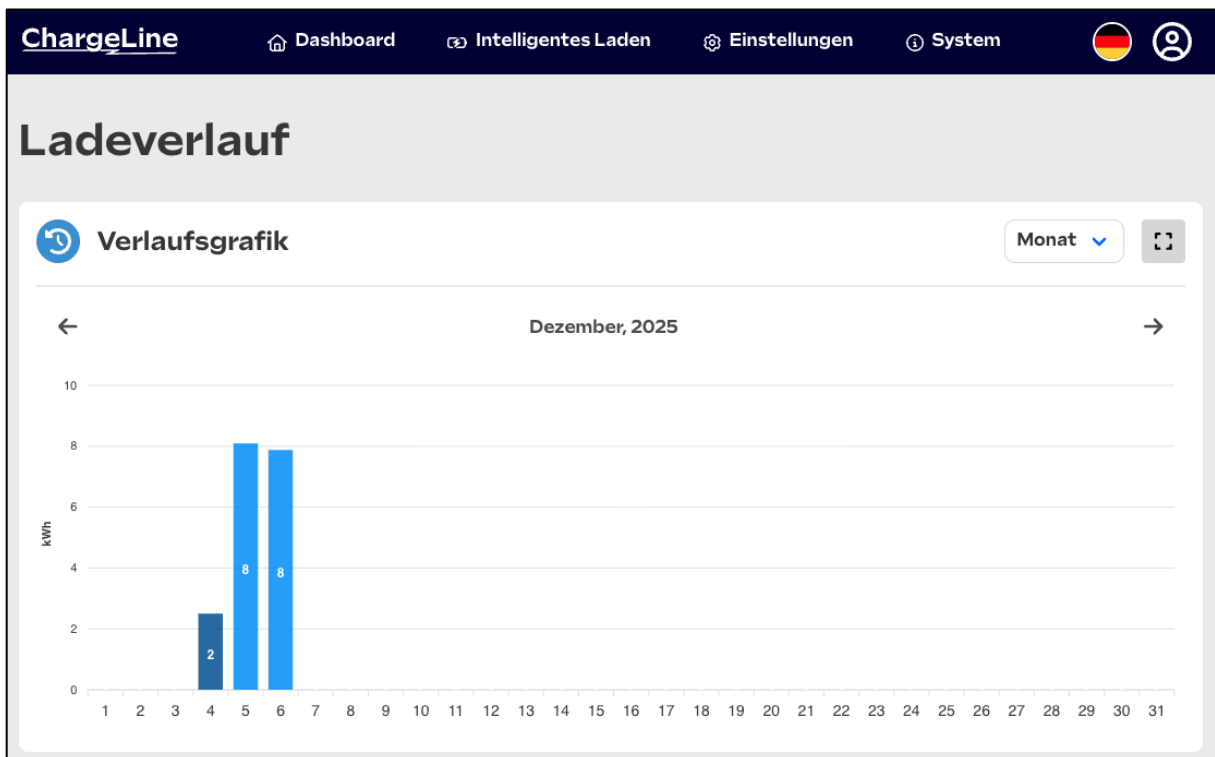 ChargeLine Dashboard Intelligentes Laden Einstellungen System
Ladeverlauf
Verlaufsgrafik Monat
Dezember, 2025
10
8
6
4
2
0
kWh
2 8 8
1 2 3 4 5 6 7 8 9 10 11 12 13 14 15 16 17 18 19 20 21 22 23 24 25 26 27 28 29 30 31